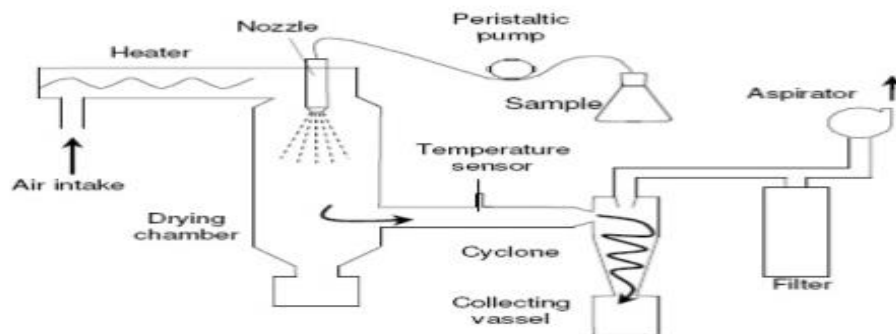 Nozzle
Peristaltic
pump
Heater
Sample
Aspirator
Temperature
sensor
Air intake
Drying
chamber
Cyclone
Collecting
vassel
Filter